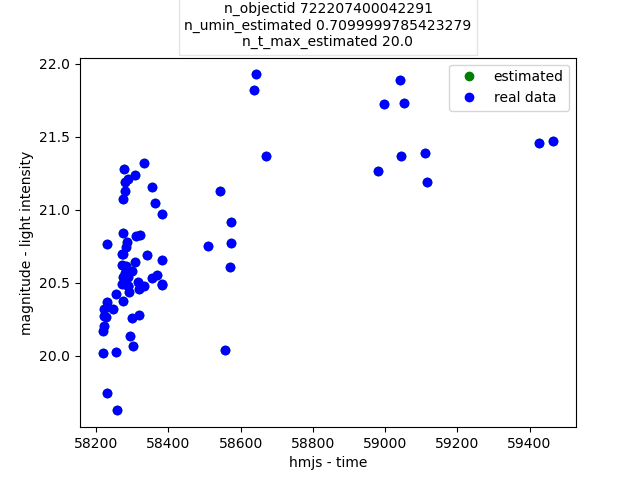 n_objectid 722207400042291
n_umin_estimated 0.7099999785423279
n_t_max_estimated 20.0
22.0
21.5
21.0
20.5
20.0
magnitude - light intensity
estimated
real data
58200 58400 58600 58800 59000 59200 59400
hmjs - time